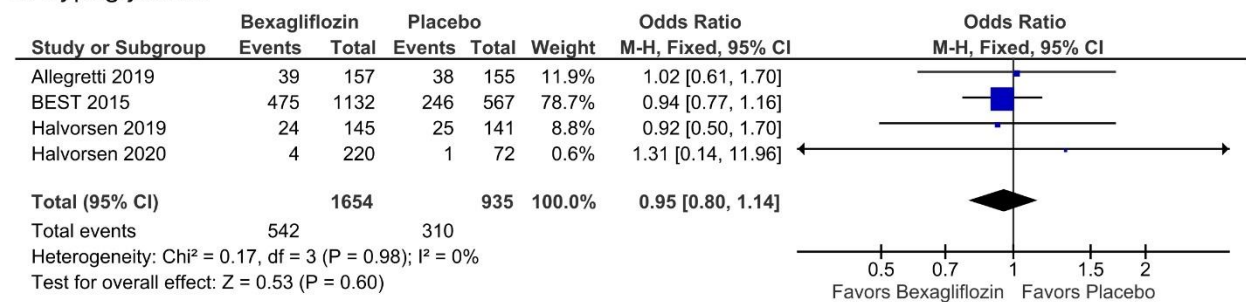 Bexagliflozin Placebo Odds Ratio Odds Ratio
Study or Subgroup Events Total Events Total Weight M-H, Fixed, 95% CI M-H, Fixed, 95% CI
Allegretti 2019 39 157 38 155 11.9% 1.02 [0.61, 1.70]
BEST 2015 475 1132 246 567 78.7% 0.94 [0.77, 1.16]
Halvorsen 2019 24 145 25 141 8.8% 0.92 [0.50, 1.70]
Halvorsen 2020 4 220 1 72 0.6% 1.31 [0.14, 11.96]
Total (95% CI) 1654 935 100.0% 0.95 [0.80, 1.14]
Total events 542 310
Heterogeneity: Chi² = 0.17, df = 3 (P = 0.98); I² = 0%
Test for overall effect: Z = 0.53 (P = 0.60)
0.5 0.7 1 1.5 2
Favors Bexagliflozin Favors Placebo